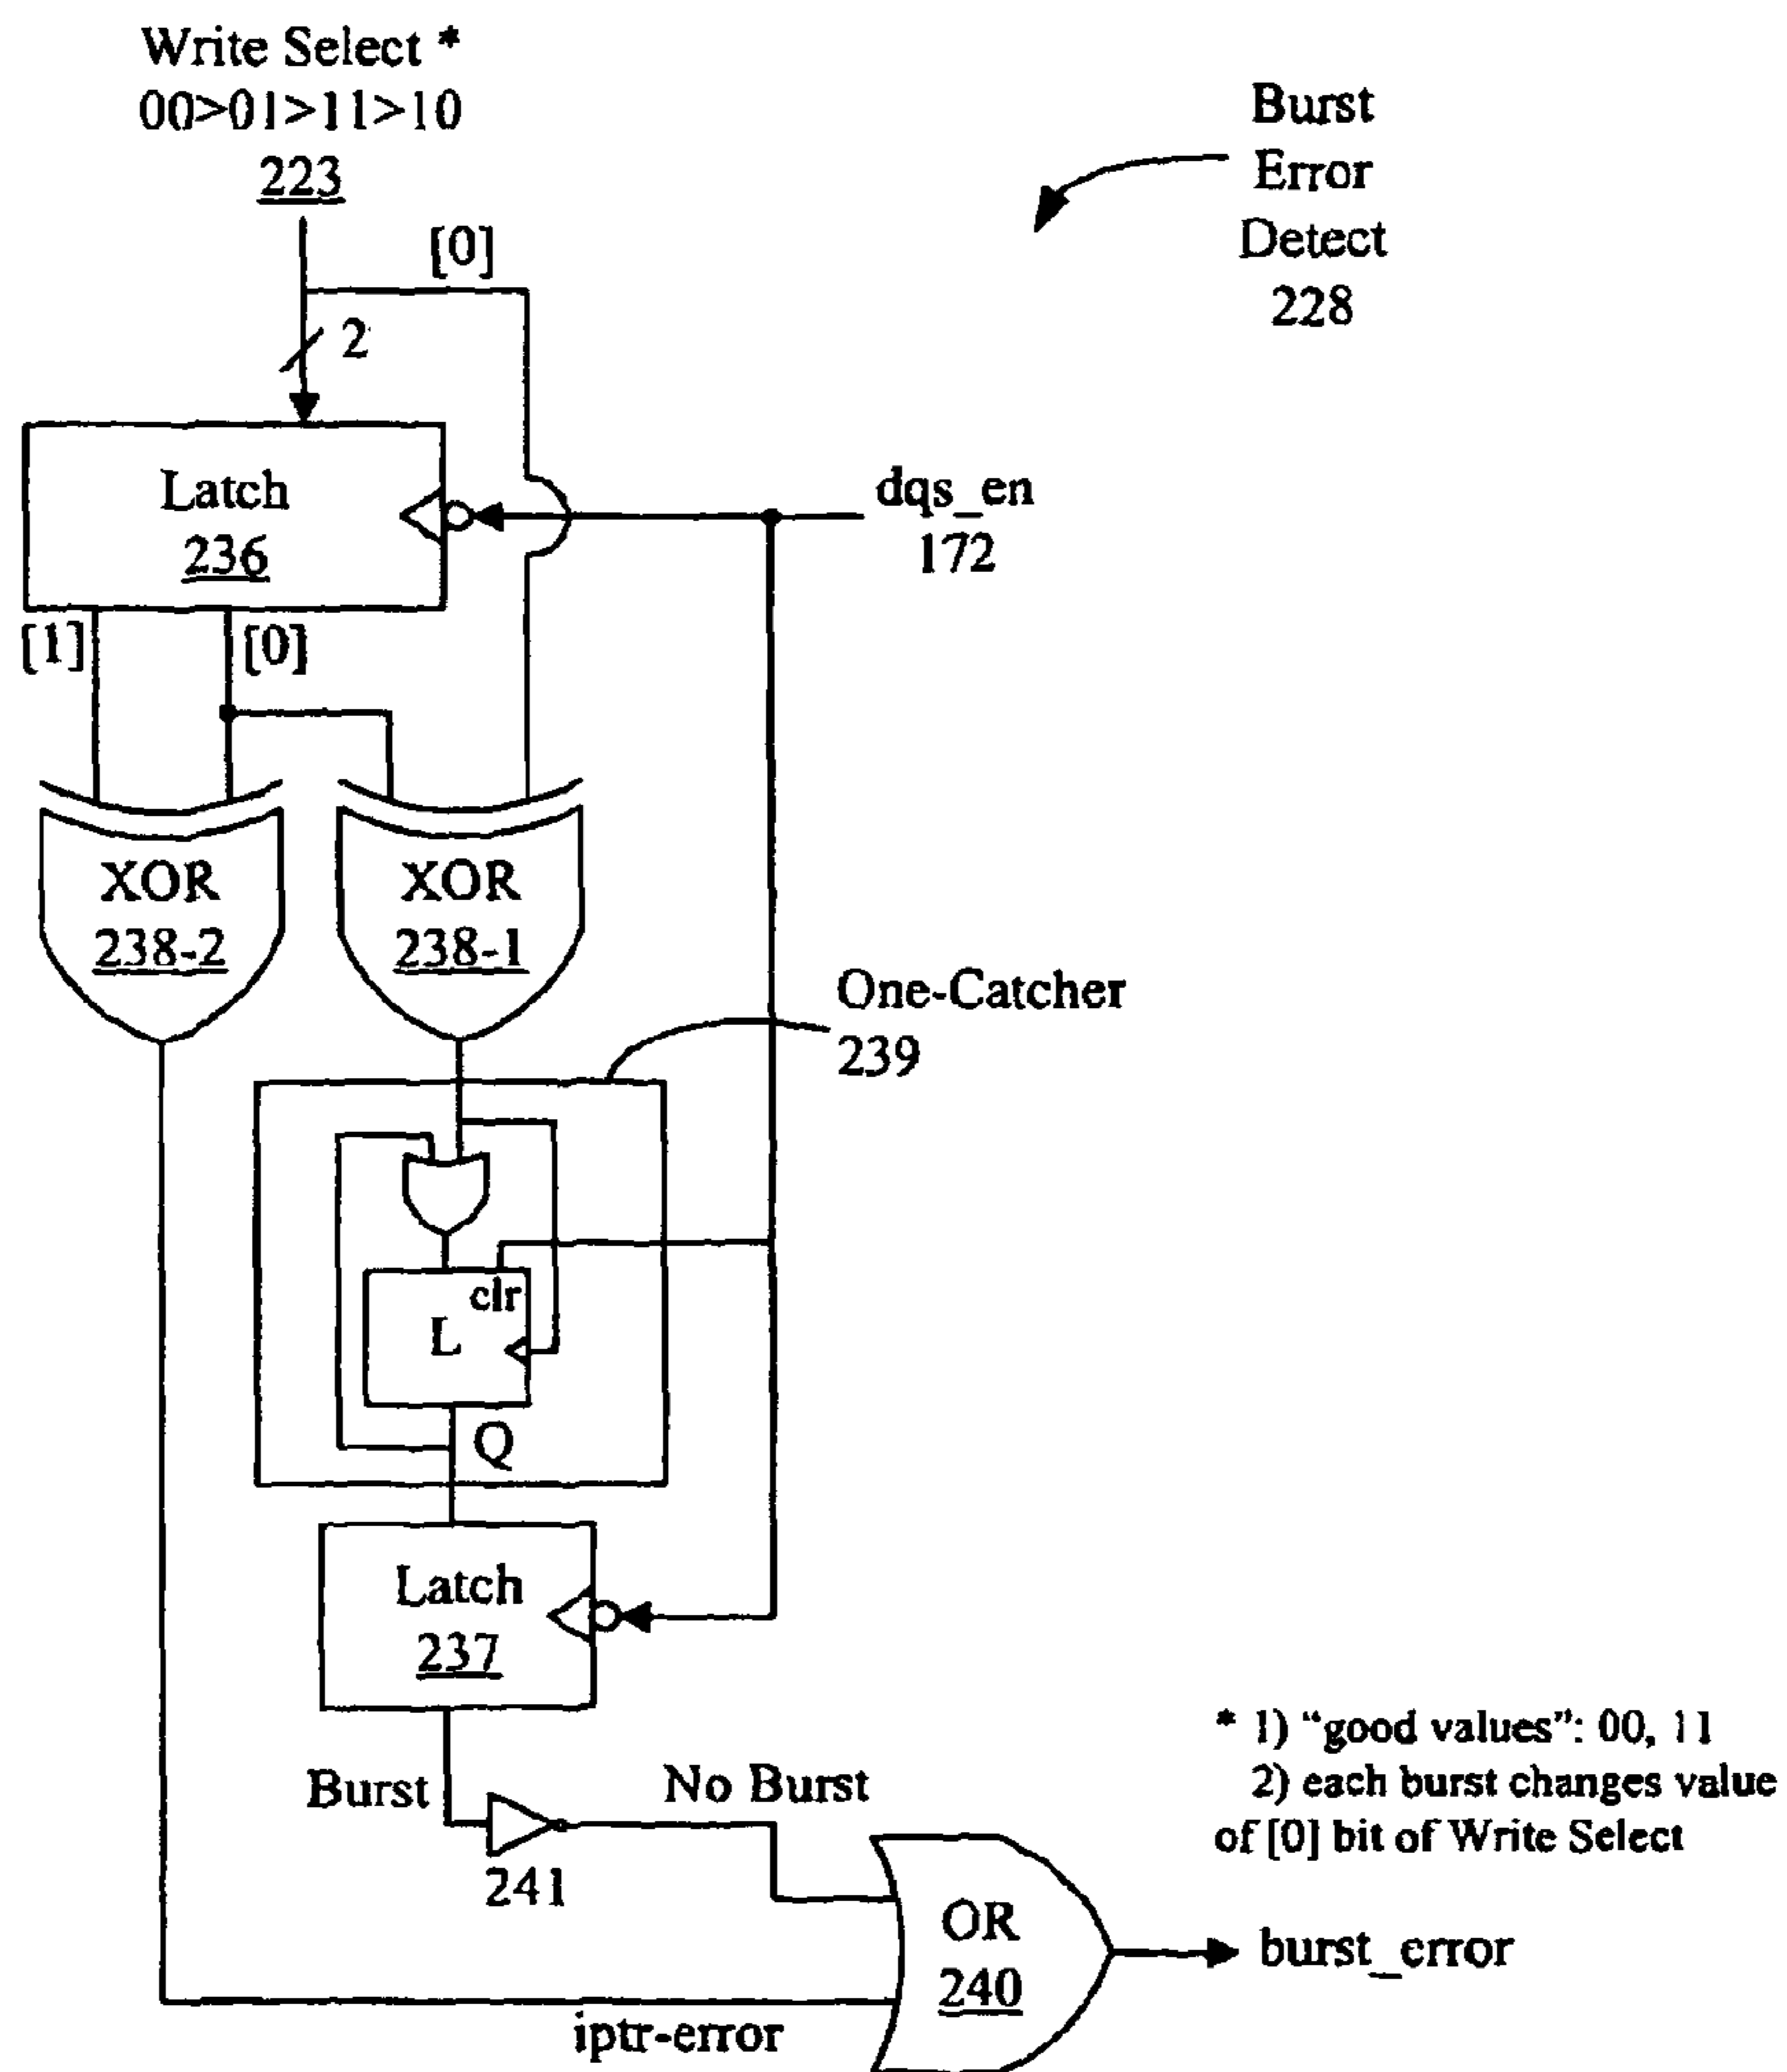 Write Select *
00>01>11>10
223
Burst
Error
Detect
228
[0]
2
Latch
236
dqs_en
172
[1]
[0]
XOR
238-2
XOR
238-1
One-Catcher
239
clr
L
Q
Latch
237
* 1) “good values”: 00, 11
2) each burst changes value
of [0] bit of Write Select
Burst
No Burst
241
OR
240
burst_error
iptr-error